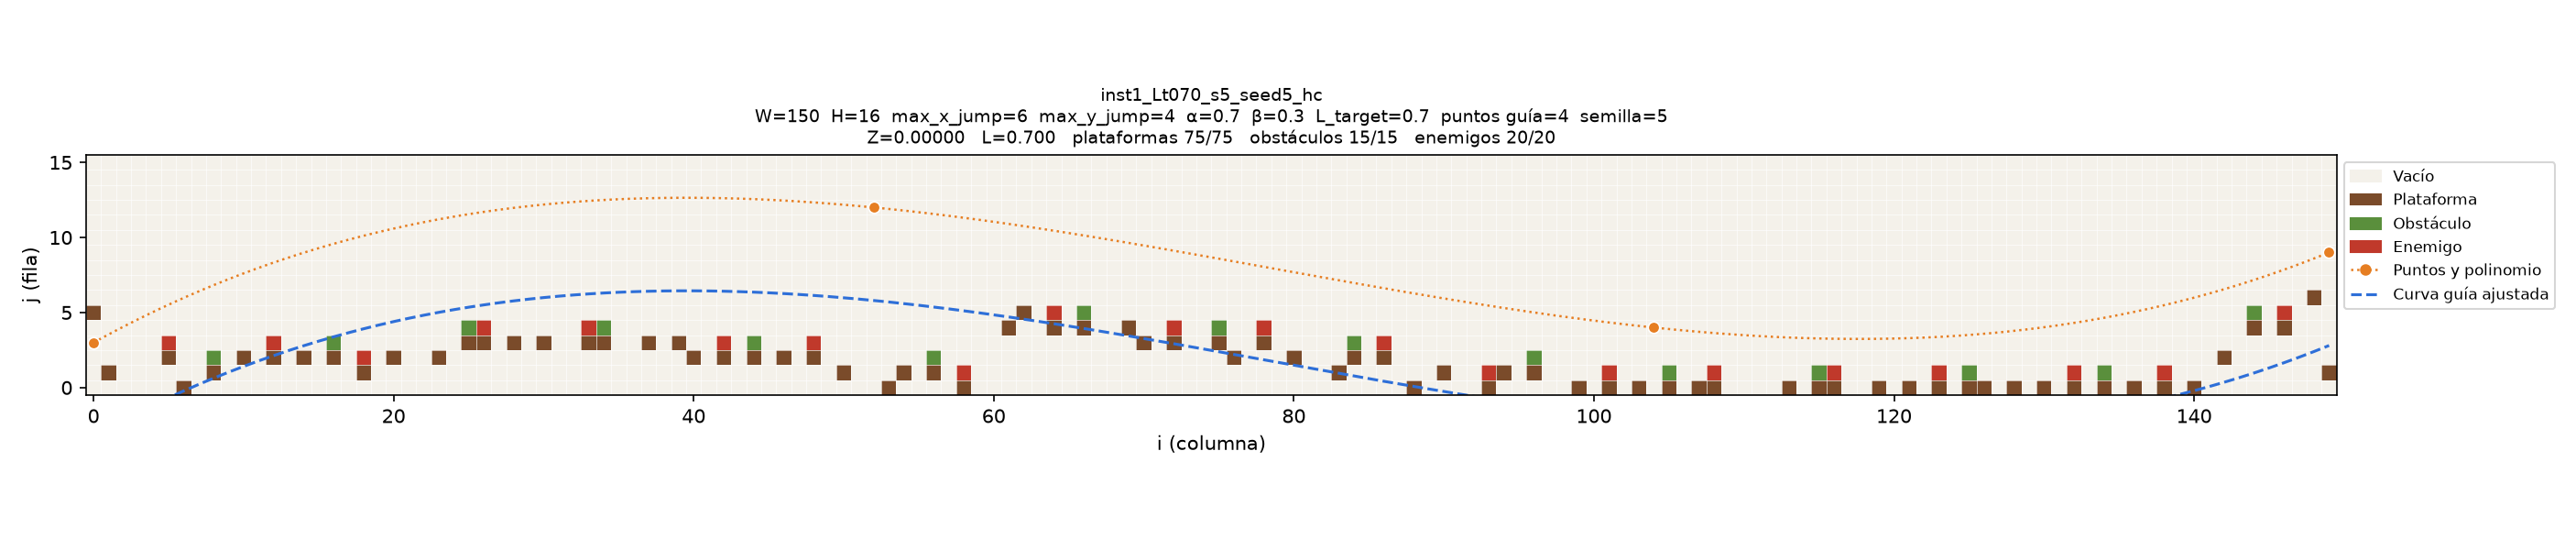 inst1_Lt070_s5_seed5_hc
W=150 H=16 max_x_jump=6 max_y_jump=4 α=0.7 β=0.3 L_target=0.7 puntos guía=4 semilla=5
Z=0.00000 L=0.700 plataformas 75/75 obstáculos 15/15 enemigos 20/20
15
10
5
0
j (fila)
0 20 40 60 80 100 120 140
i (columna)
Vacío
Plataforma
Obstáculo
Enemigo
Puntos y polinomio
Curva guía ajustada